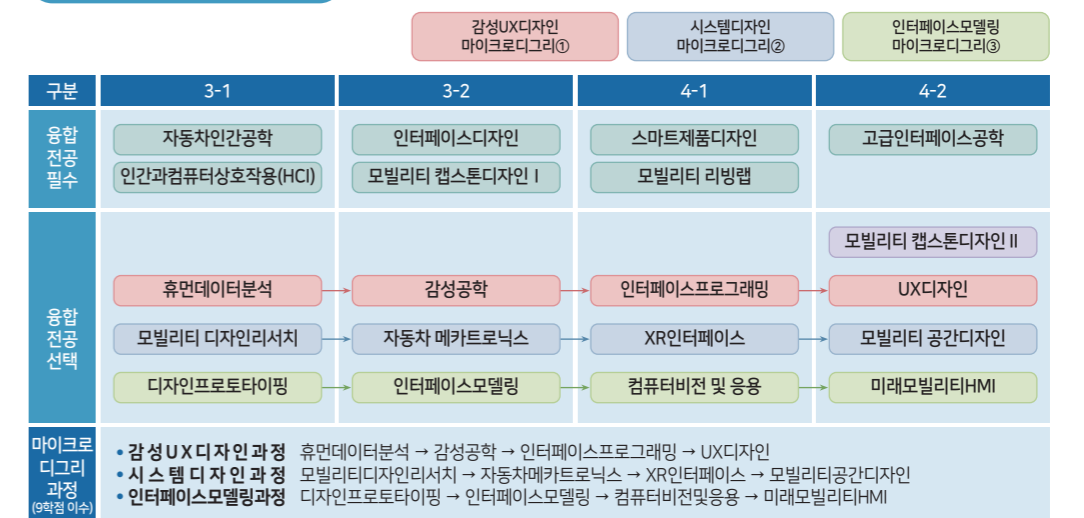 감성UX디자인
마이크로디그리①
시스템디자인
마이크로디그리②
인터페이스모델링
마이크로디그리③
구분 3-1 3-2 4-1 4-2
융합
전공
필수
자동차인간공학 인터페이스디자인 스마트제품디자인 고급인터페이스공학
인간과컴퓨터상호작용(HCI) 모빌리티 캡스톤디자인 I 모빌리티 리빙랩
융합
전공
선택
모빌리티 캡스톤디자인 II
휴먼데이터분석 감성공학 인터페이스프로그래밍 UX디자인
모빌리티 디자인리서치 자동차 메카트로닉스 XR인터페이스 모빌리티 공간디자인
디자인프로토타이핑 인터페이스모델링 컴퓨터비전 및 응용 미래모빌리티HMI
마이크로
디그리
과정
(9학점 이수)
• 감성UX디자인과정 휴먼데이터분석 → 감성공학 → 인터페이스프로그래밍 → UX디자인
• 시스템디자인과정 모빌리티디자인리서치 → 자동차메카트로닉스 → XR인터페이스 → 모빌리티공간디자인
• 인터페이스모델링과정 디자인프로토타이핑 → 인터페이스모델링 → 컴퓨터비전및응용 → 미래모빌리티HMI